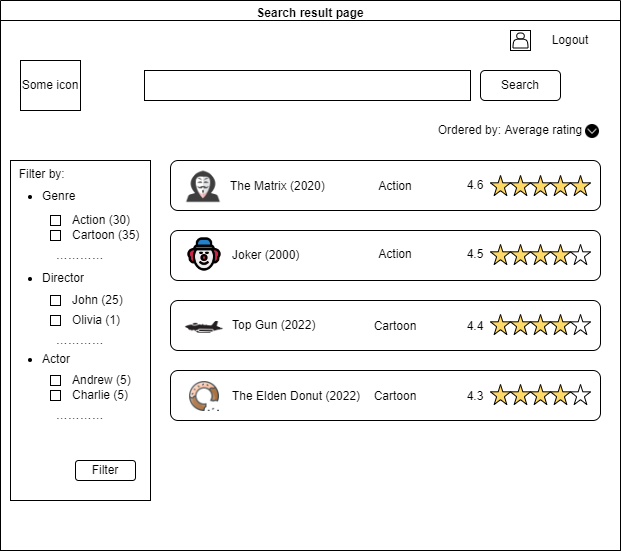 Search result page
Logout
Some icon
Search
Ordered by: Average rating
Filter by:
Genre
Action (30)
Cartoon (35)
............
Director
John (25)
Olivia (1)
............
Actor
Andrew (5)
Charlie (5)
............
Filter
The Matrix (2020) Action 4.6
Joker (2000) Action 4.5
Top Gun (2022) Cartoon 4.4
The Elden Donut (2022) Cartoon 4.3